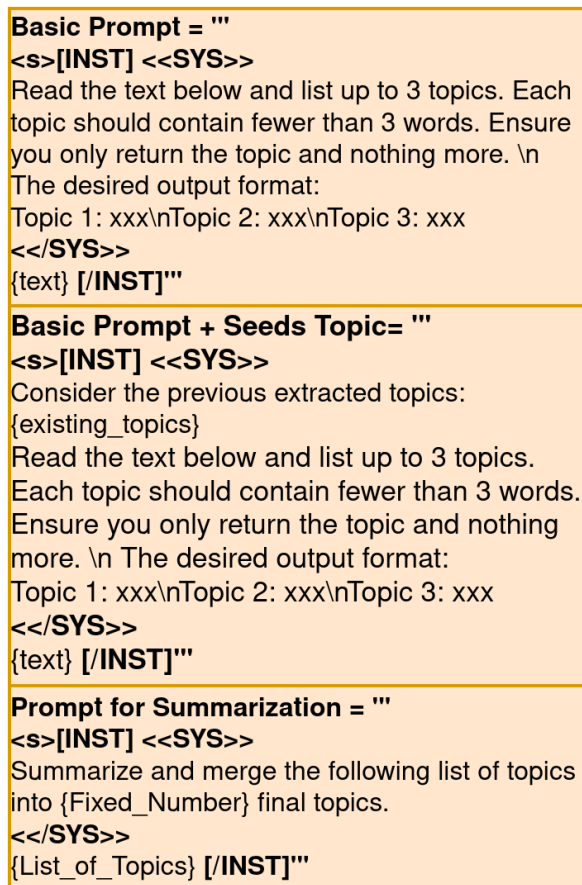 Basic Prompt = '''
<s>[INST] <<SYS>>
Read the text below and list up to 3 topics. Each
topic should contain fewer than 3 words. Ensure
you only return the topic and nothing more. \n
The desired output format:
Topic 1: xxx\nTopic 2: xxx\nTopic 3: xxx
<</SYS>>
{text} [/INST]'''
Basic Prompt + Seeds Topic= '''
<s>[INST] <<SYS>>
Consider the previous extracted topics:
{existing_topics}
Read the text below and list up to 3 topics.
Each topic should contain fewer than 3 words.
Ensure you only return the topic and nothing
more. \n The desired output format:
Topic 1: xxx\nTopic 2: xxx\nTopic 3: xxx
<</SYS>>
{text} [/INST]'''
Prompt for Summarization = '''
<s>[INST] <<SYS>>
Summarize and merge the following list of topics
into {Fixed_Number} final topics.
<</SYS>>
{List_of_Topics} [/INST]'''